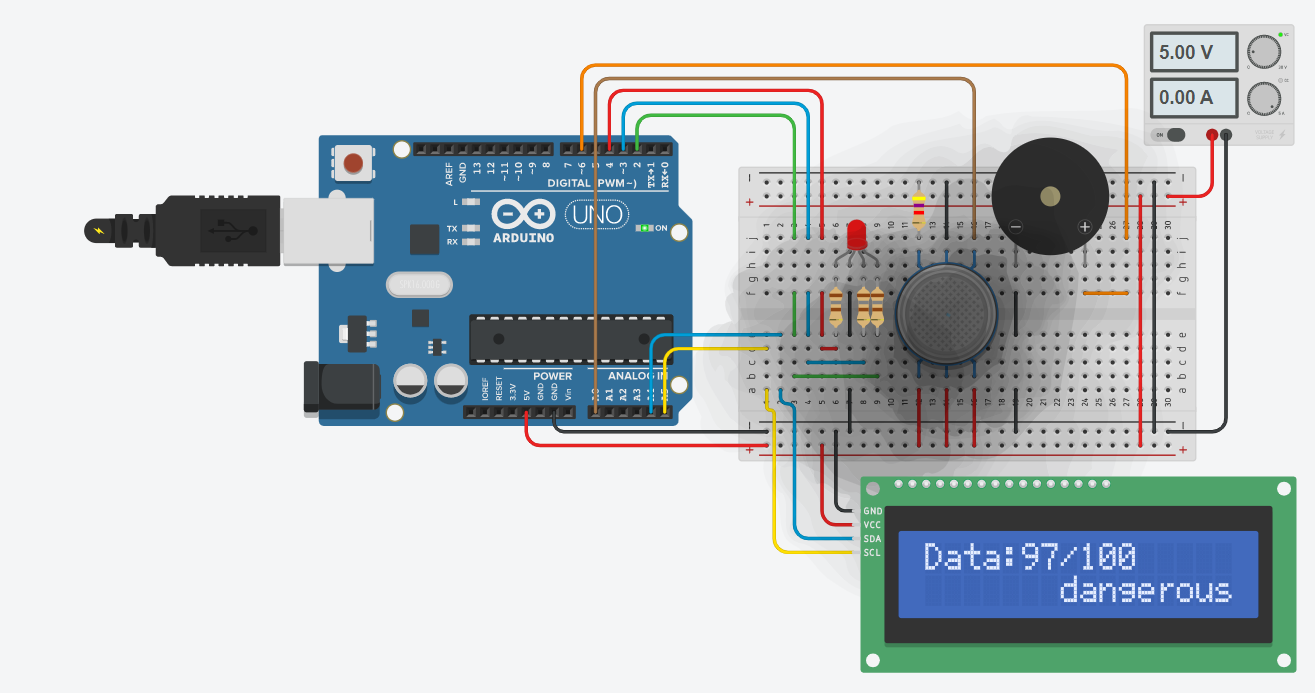 5.00 V
0.00 A
ON
AREF
GND
13
12
~11
~10
~9
8
7
~6
5
4
~3
2
TX→1
RX←0
DIGITAL (PWM~)
L
TX
RX
ARDUINO
UNO
ON
POWER
ANALOG IN
IOREF
RESET
3.3V
5V
GND
GND
Vin
A0
A1
A2
A3
GND
VCC
SDA
SCL
Data:97/100
dangerous